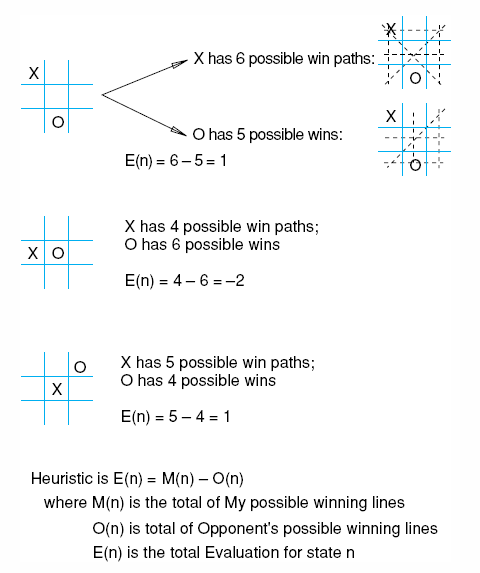 X
O
X has 6 possible win paths:
X
O
O has 5 possible wins:
X
O
E(n) = 6 – 5 = 1
X O
X has 4 possible win paths;
O has 6 possible wins
E(n) = 4 – 6 = –2
O
X
X has 5 possible win paths;
O has 4 possible wins
E(n) = 5 – 4 = 1
Heuristic is E(n) = M(n) – O(n)
where M(n) is the total of My possible winning lines
O(n) is total of Opponent's possible winning lines
E(n) is the total Evaluation for state n